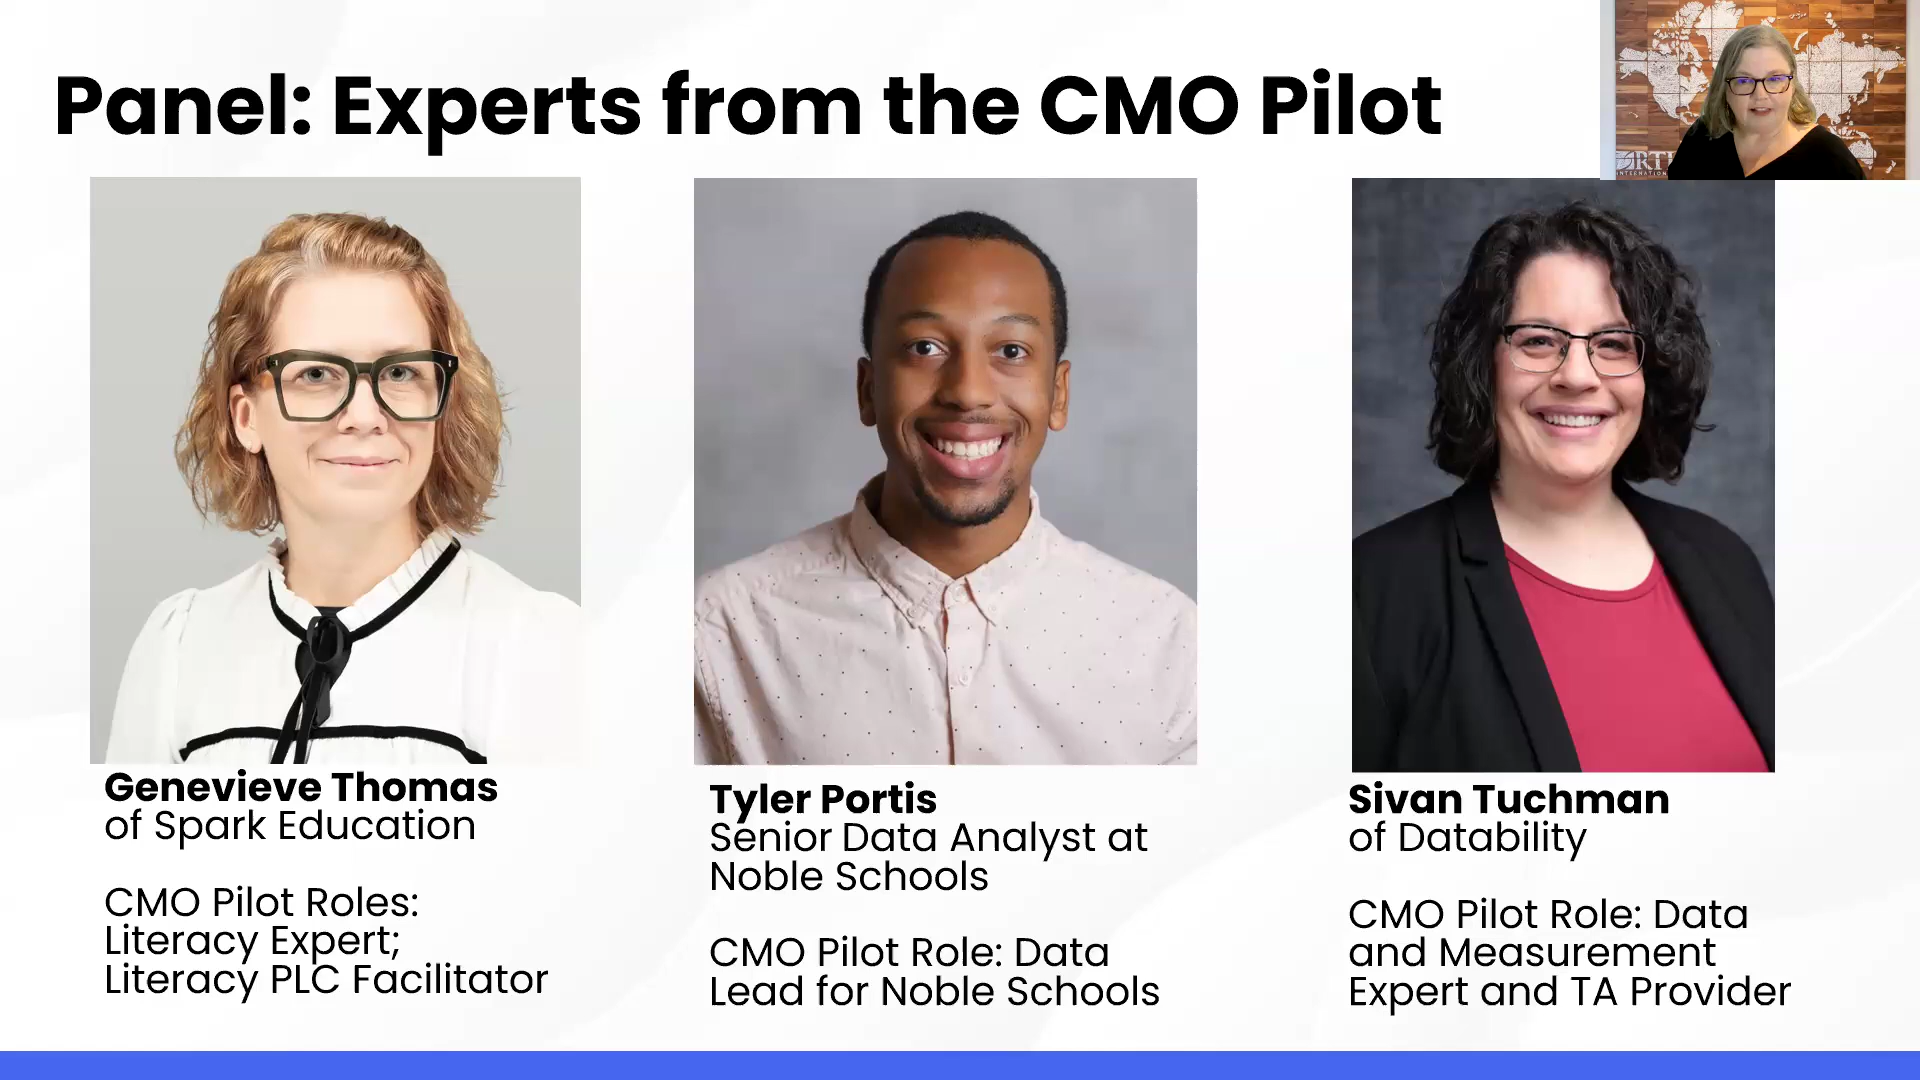 Panel: Experts from the CMO Pilot
RTI
INTERNATIONAL
Genevieve Thomas
of Spark Education
CMO Pilot Roles:
Literacy Expert;
Literacy PLC Facilitator
Tyler Portis
Senior Data Analyst at
Noble Schools
CMO Pilot Role: Data
Lead for Noble Schools
Sivan Tuchman
of Datability
CMO Pilot Role: Data
and Measurement
Expert and TA Provider